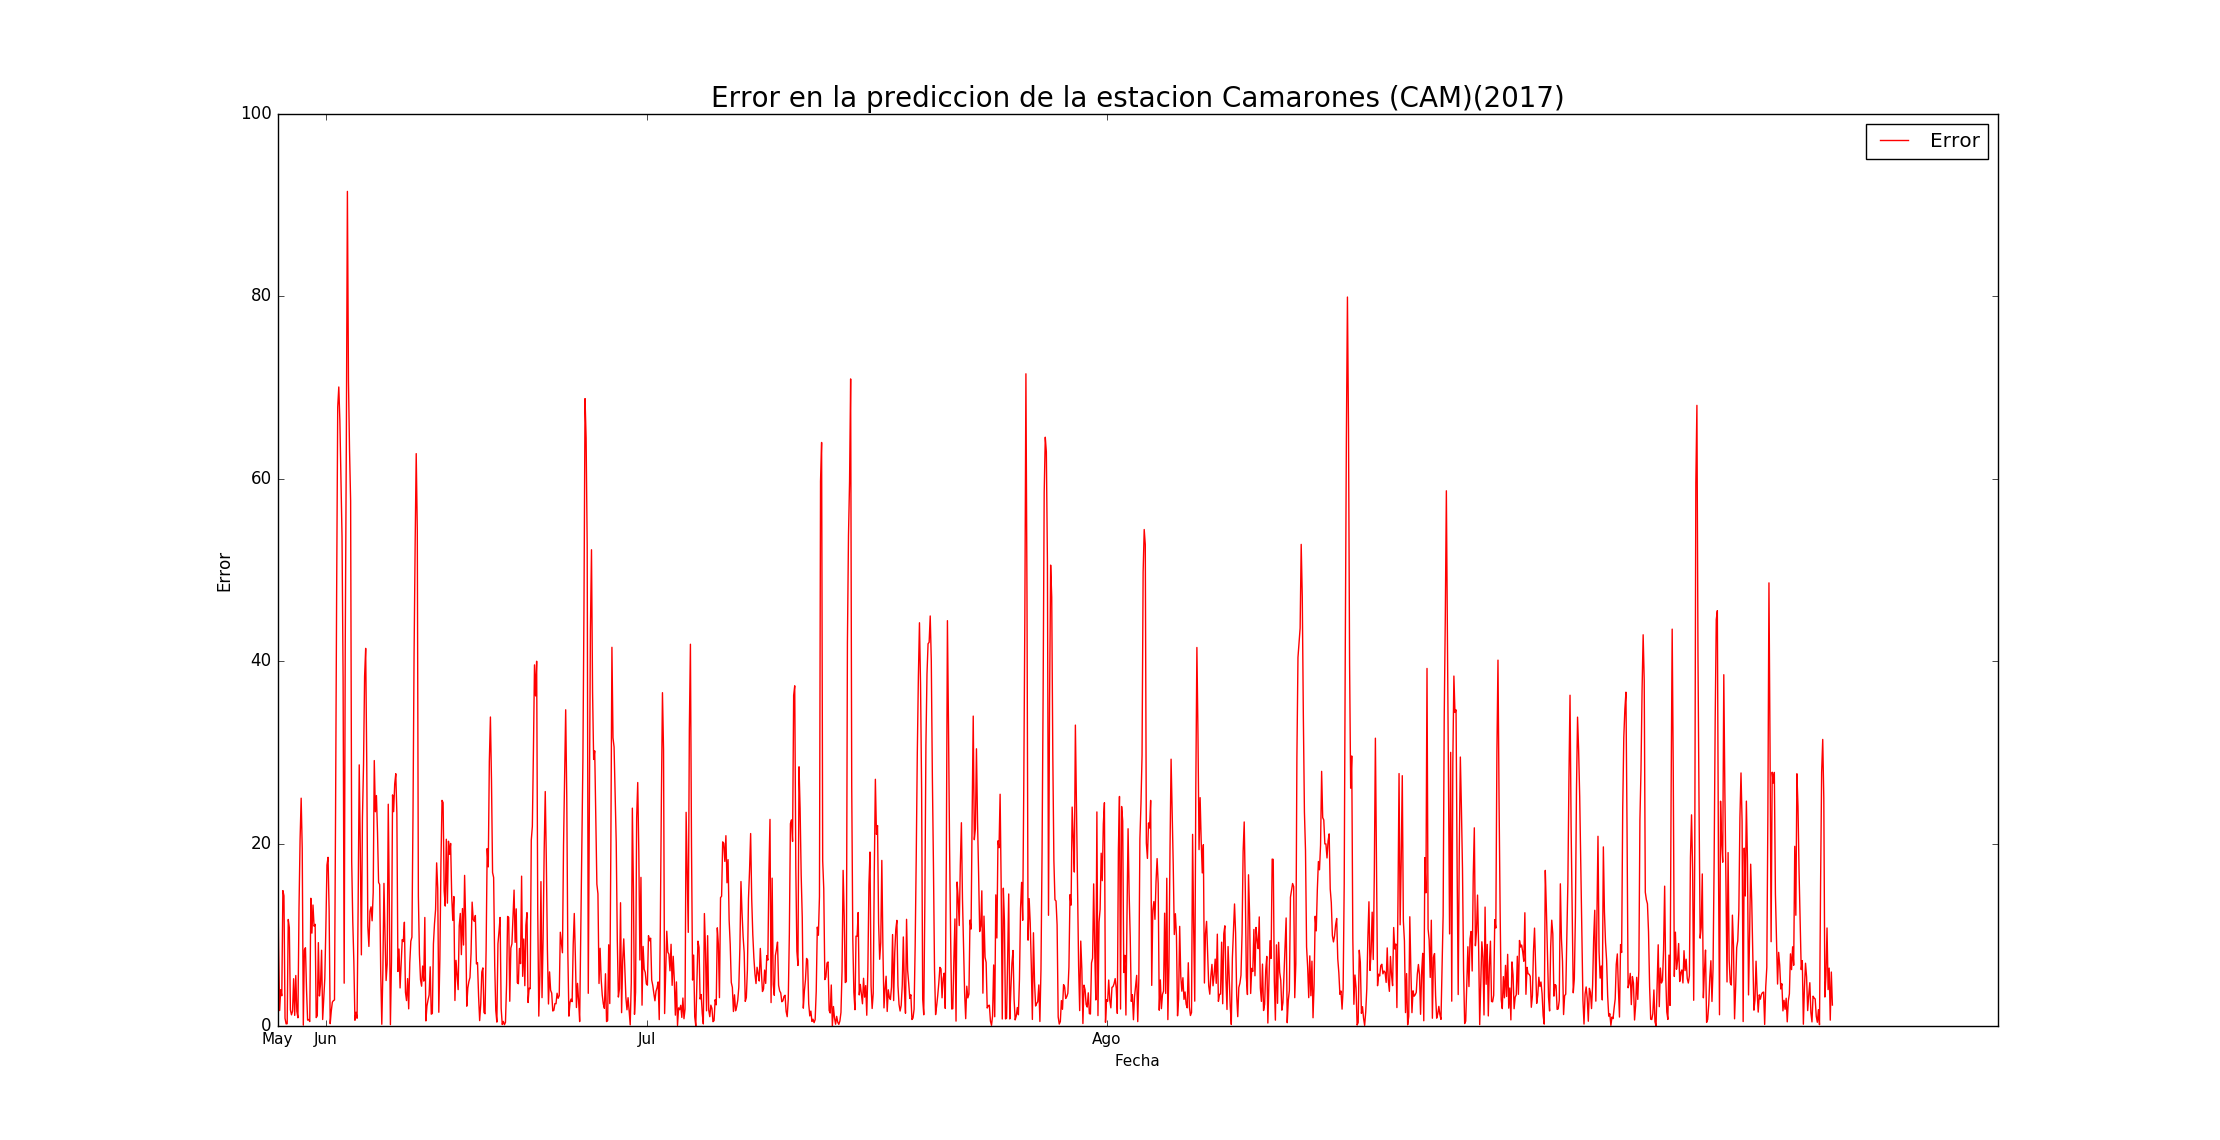 Error en la prediccion de la estacion Camarones (CAM)(2017)
100
Error
80
60
40
20
0
Error
May Jun Jul Ago
Fecha